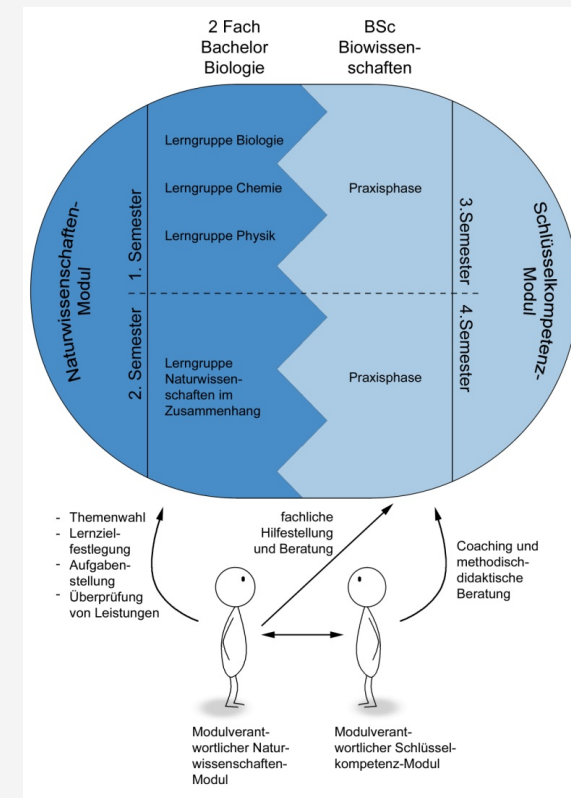 2 Fach
Bachelor
Biologie
BSc
Biowissen-
schaften
Naturwissenschaften-
Modul
1. Semester
2. Semester
Lerngruppe Biologie
Lerngruppe Chemie
Lerngruppe Physik
Lerngruppe
Naturwissen-
schaften im
Zusammenhang
Praxisphase
Praxisphase
3.Semester
4.Semester
Schlüsselkompetenz-
Modul
- Themenwahl
- Lernziel-
festlegung
- Aufgaben-
stellung
- Überprüfung
von Leistungen
fachliche
Hilfestellung
und Beratung
Coaching und
methodisch-
didaktische
Beratung
Modulverant-
wortlicher Natur-
wissenschaften-
Modul
Modulverant-
wortlicher Schlüssel-
kompetenz-Modul